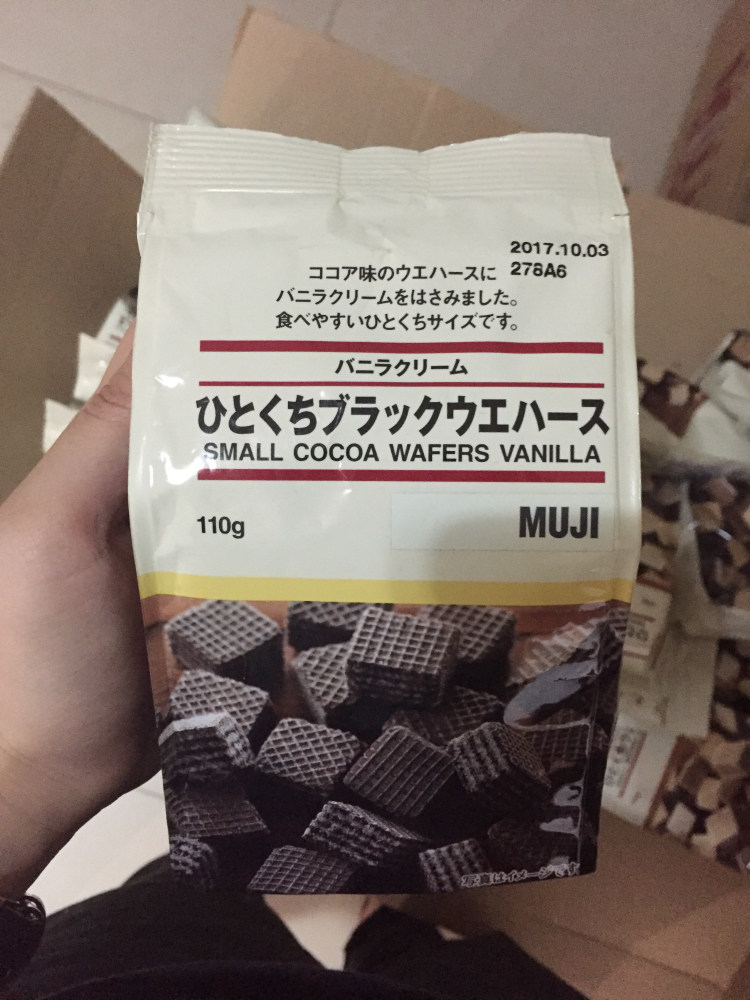 2017.10.03
278A6
ココア味のウエハースに
バニラクリームをはさみました。
食べやすいひとくちサイズです。
バニラクリーム
ひとくちブラックウエハース
SMALL COCOA WAFERS VANILLA
110g
MUJI
写真はイメージです